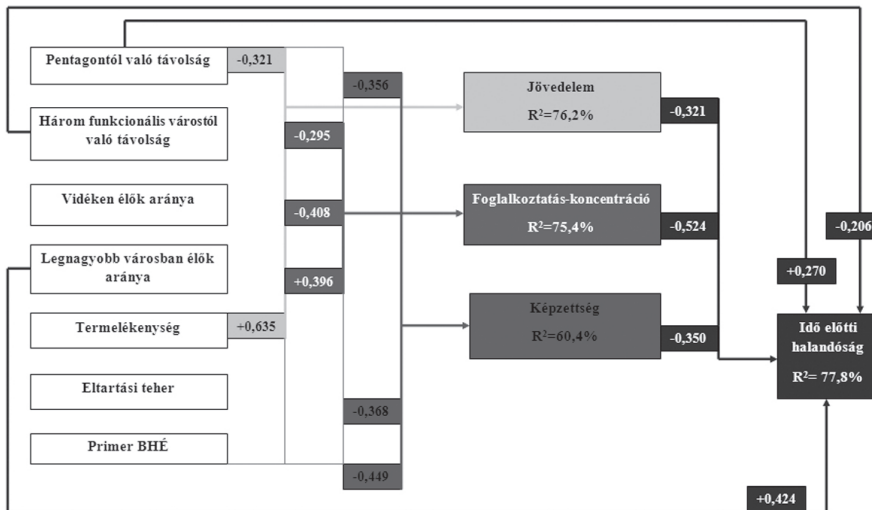 Pentagontól való távolság
-0,321
Három funkcionális várostól
való távolság
-0,295
Vidéken élők aránya
-0,408
Legnagyobb városban élők
aránya
+0,396
Termelékenység
+0,635
Eltartási teher
-0,368
Primer BHÉ
-0,449
-0,356
Jövedelem
R²=76,2%
-0,321
Foglalkoztatás-koncentráció
R²=75,4%
-0,524
Képzettség
R²=60,4%
-0,350
-0,206
+0,270
Idő előtti
halandóság
R²= 77,8%
+0,424